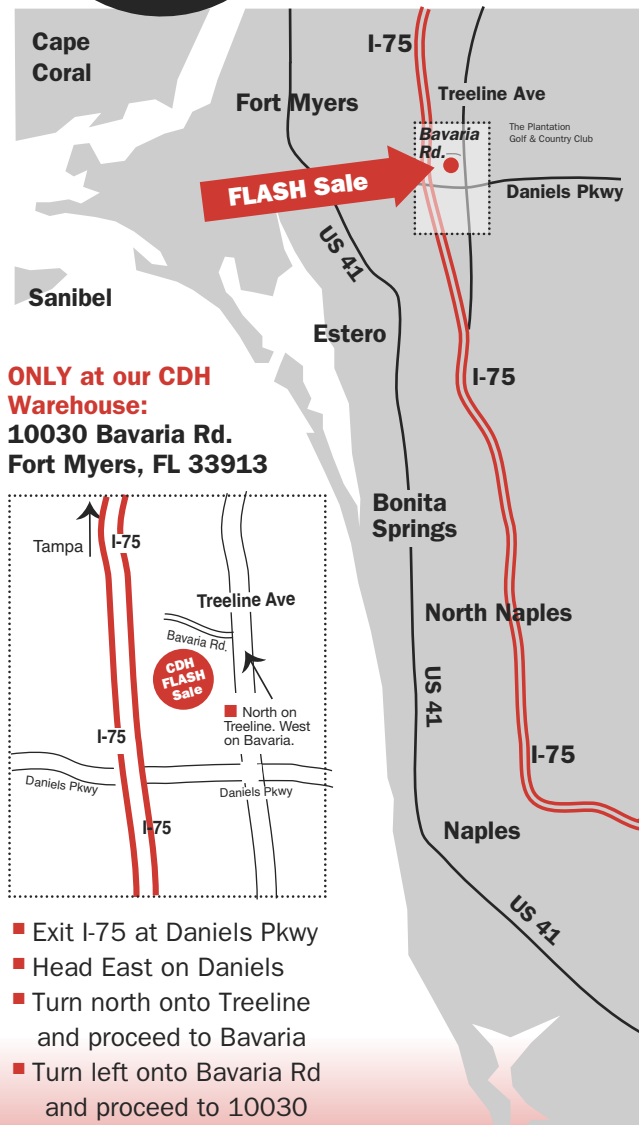 Cape
Coral
I-75
Fort Myers
Treeline Ave
The Plantation
Golf & Country Club
Bavaria
Rd.
FLASH Sale
Daniels Pkwy
US 41
Sanibel
Estero
I-75
ONLY at our CDH
Warehouse:
10030 Bavaria Rd.
Fort Myers, FL 33913
Bonita
Springs
North Naples
US 41
I-75
Naples
US 41
Tampa
I-75
Treeline Ave
Bavaria Rd.
CDH
FLASH
Sale
North on
Treeline. West
on Bavaria.
I-75
Daniels Pkwy
Daniels Pkwy
I-75
Exit I-75 at Daniels Pkwy
Head East on Daniels
Turn north onto Treeline
and proceed to Bavaria
Turn left onto Bavaria Rd
and proceed to 10030